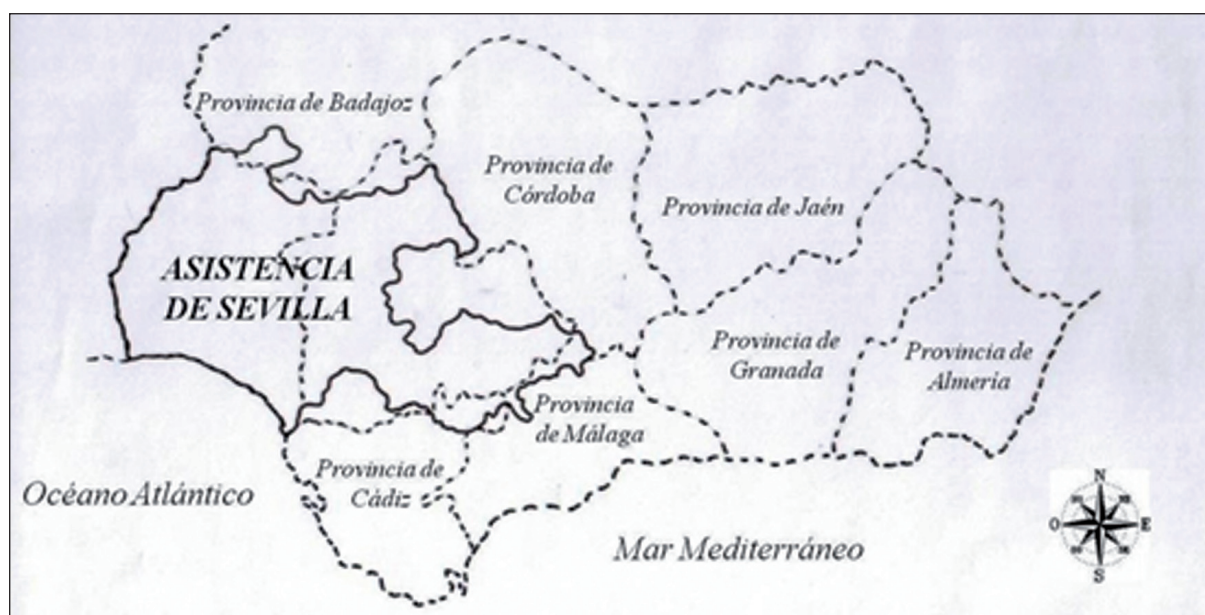 Provincia de Badajoz
Provincia de
Córdoba
Provincia de Jaén
ASISTENCIA
DE SEVILLA
Provincia de
Granada
Provincia de
Almería
Provincia
de Málaga
Provincia de
Cádiz
Océano Atlántico
Mar Mediterráneo
N
O
E
S